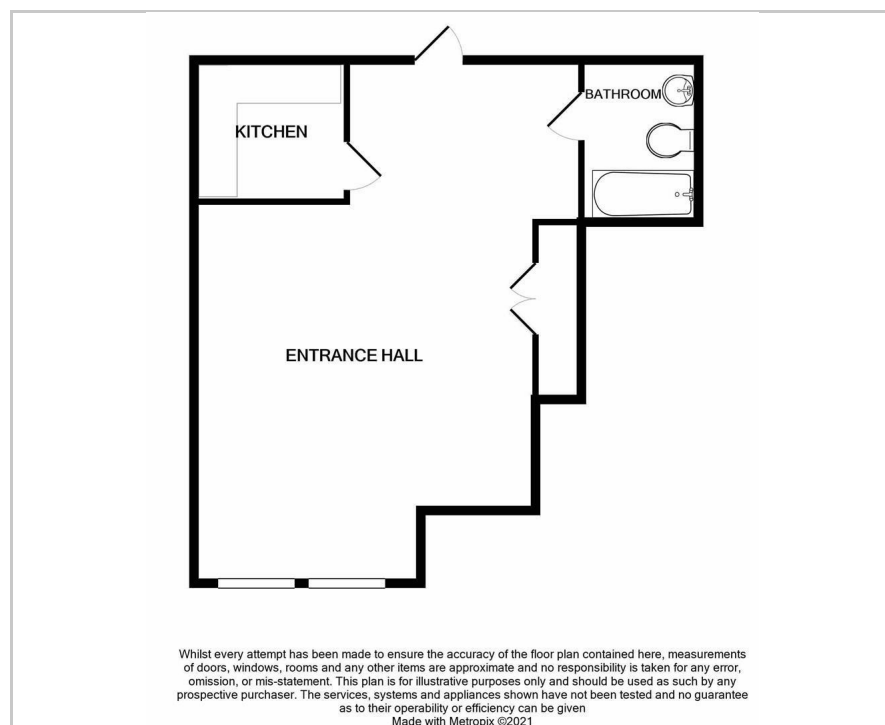 BATHROOM
KITCHEN
ENTRANCE HALL
Whilst every attempt has been made to ensure the accuracy of the floor plan contained here, measurements
of doors, windows, rooms and any other items are approximate and no responsibility is taken for any error,
omission, or mis-statement. This plan is for illustrative purposes only and should be used as such by any
prospective purchaser. The services, systems and appliances shown have not been tested and no guarantee
as to their operability or efficiency can be given
Made with Metropix ©2021